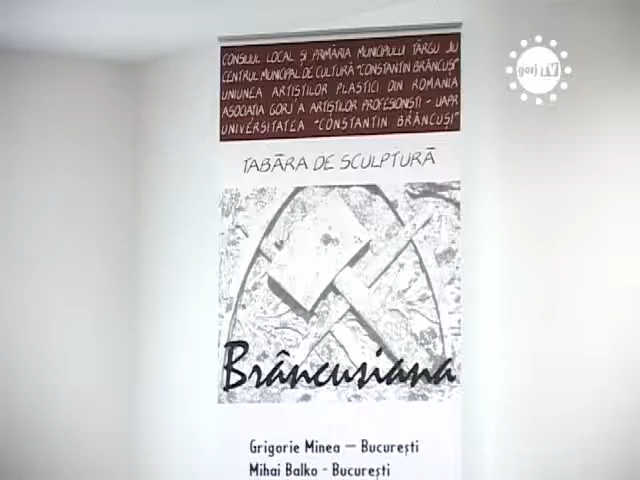 CONSILIUL LOCAL ȘI PRIMĂRIA MUNICIPIULUI TÂRGU JIU
CENTRUL MUNICIPAL DE CULTURĂ "CONSTANTIN BRÂNCUȘI"
UNIUNEA ARTIȘTILOR PLASTICI DIN ROMÂNIA
ASOCIAȚIA GORJ A ARTIȘTILOR PROFESIONIȘTI - UAPR
UNIVERSITATEA "CONSTANTIN BRÂNCUȘI"
TABĂRA DE SCULPTURĂ
Brâncusiana
Grigorie Minea – București
Mihai Balko - București
gorj TV